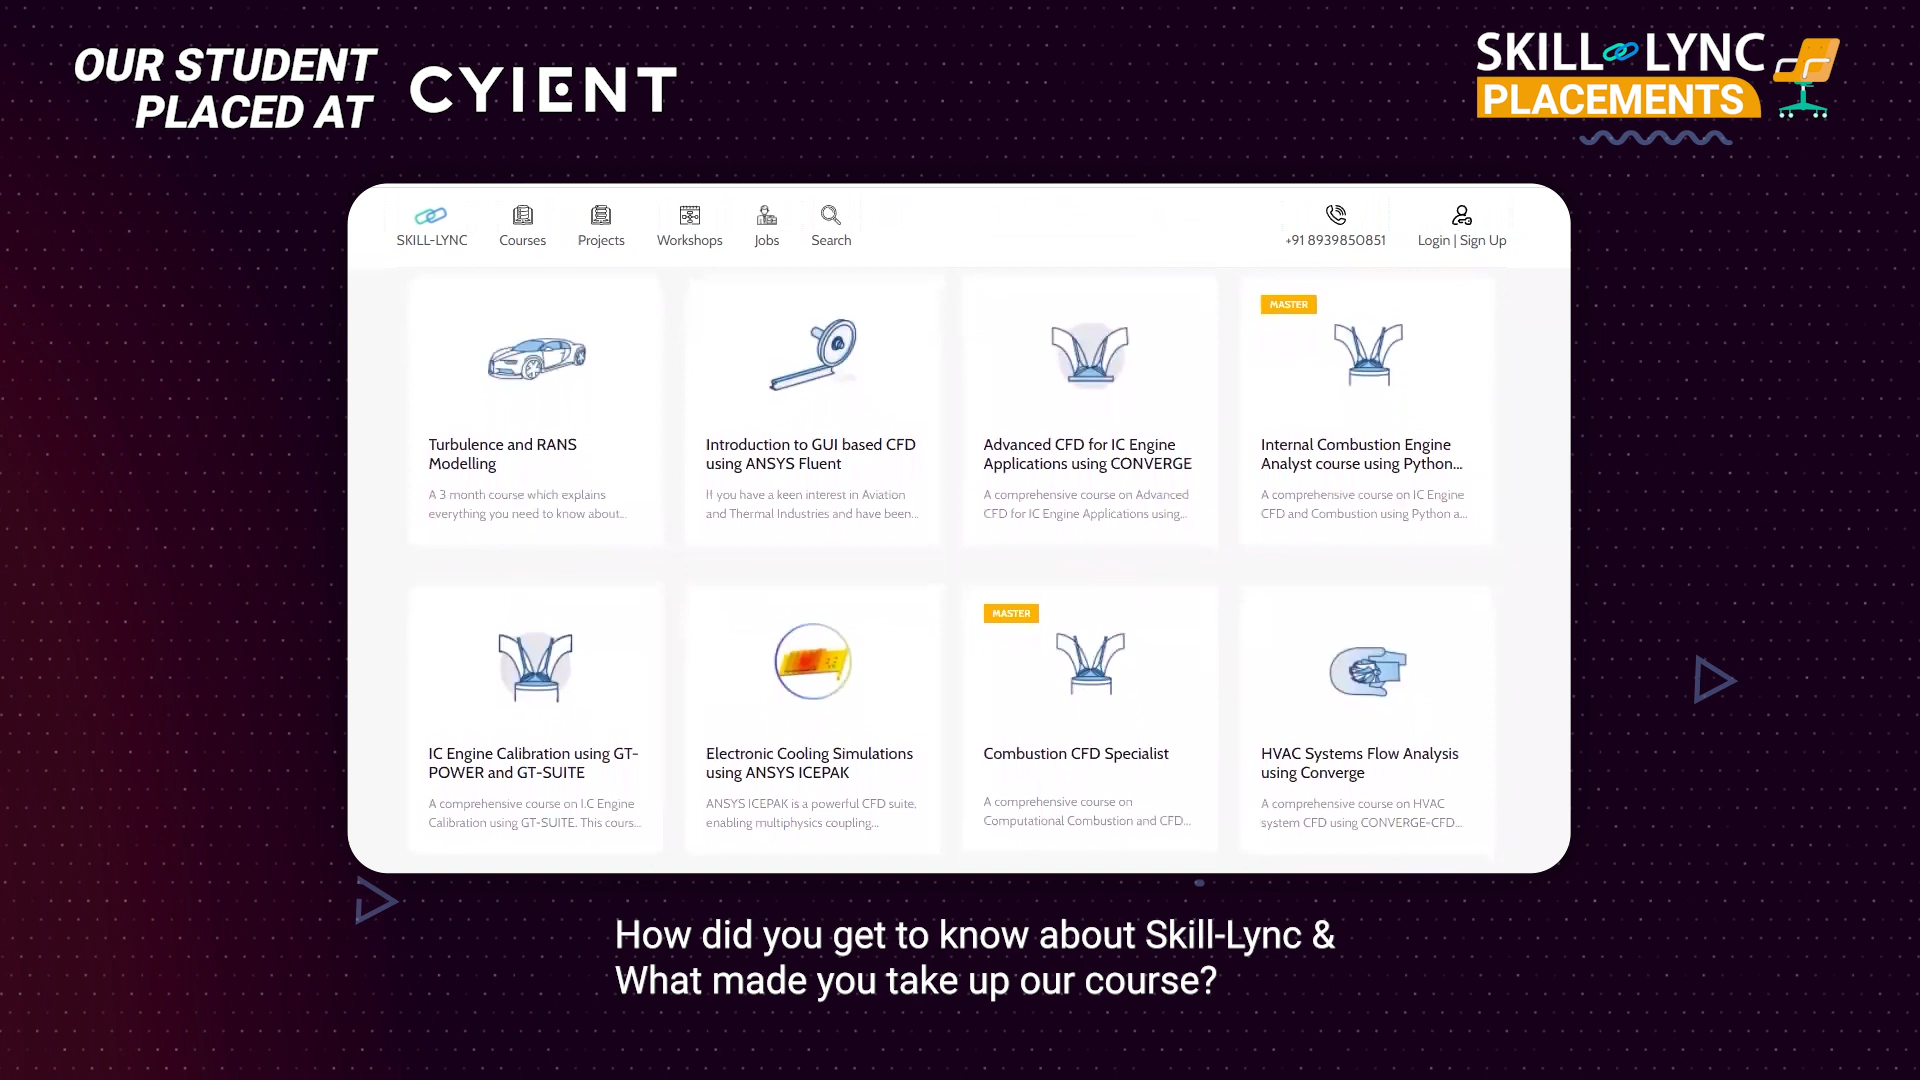 OUR STUDENT
PLACED AT
CYIENT
SKILL LYNC
PLACEMENTS
SKILL-LYNC
Courses
Projects
Workshops
Jobs
Search
+91 8939850851
Login | Sign Up
Turbulence and RANS
Modelling
A 3 month course which explains
everything you need to know about...
Introduction to GUI based CFD
using ANSYS Fluent
If you have a keen interest in Aviation
and Thermal Industries and have been...
Advanced CFD for IC Engine
Applications using CONVERGE
A comprehensive course on Advanced
CFD for IC Engine Applications using...
MASTER
Internal Combustion Engine
Analyst course using Python...
A comprehensive course on IC Engine
CFD and Combustion using Python a...
IC Engine Calibration using GT-
POWER and GT-SUITE
A comprehensive course on I.C Engine
Calibration using GT-SUITE. This cours...
Electronic Cooling Simulations
using ANSYS ICEPAK
ANSYS ICEPAK is a powerful CFD suite,
enabling multiphysics coupling...
MASTER
Combustion CFD Specialist
A comprehensive course on
Computational Combustion and CFD...
HVAC Systems Flow Analysis
using Converge
A comprehensive course on HVAC
system CFD using CONVERGE-CFD...
How did you get to know about Skill-Lync &
What made you take up our course?